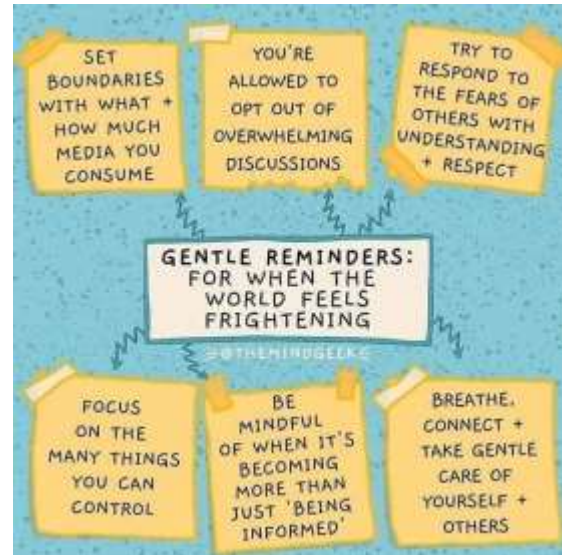 SET
BOUNDARIES
WITH WHAT +
HOW MUCH
MEDIA YOU
CONSUME
YOU'RE
ALLOWED TO
OPT OUT OF
OVERWHELMING
DISCUSSIONS
TRY TO
RESPOND TO
THE FEARS OF
OTHERS WITH
UNDERSTANDING
+ RESPECT
GENTLE REMINDERS:
FOR WHEN THE
WORLD FEELS
FRIGHTENING
@THEMINDGEEKS
FOCUS
ON THE
MANY THINGS
YOU CAN
CONTROL
BE
MINDFUL
OF WHEN IT'S
BECOMING
MORE THAN
JUST 'BEING
INFORMED'
BREATHE,
CONNECT +
TAKE GENTLE
CARE OF
YOURSELF +
OTHERS